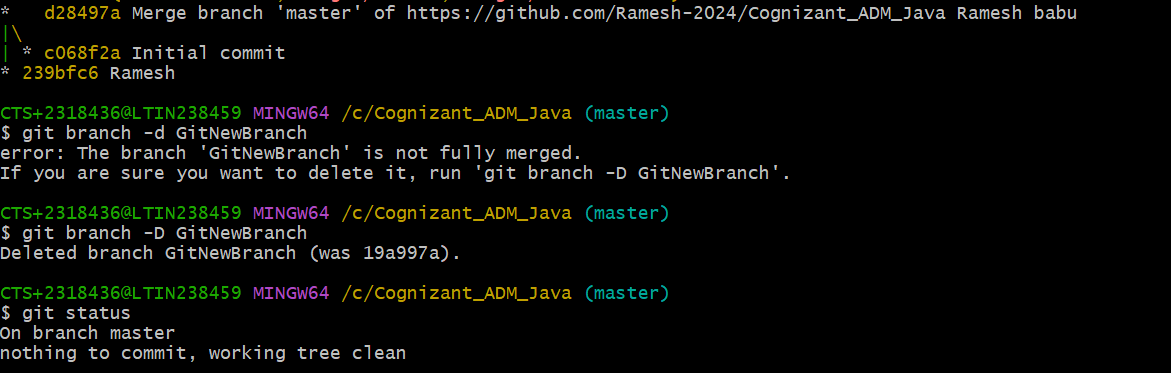 *   d28497a Merge branch 'master' of https://github.com/Ramesh-2024/Cognizant_ADM_Java Ramesh babu
|\
| * c068f2a Initial commit
* 239bfc6 Ramesh
CTS+2318436@LTIN238459 MINGW64 /c/Cognizant_ADM_Java (master)
$ git branch -d GitNewBranch
error: The branch 'GitNewBranch' is not fully merged.
If you are sure you want to delete it, run 'git branch -D GitNewBranch'.
CTS+2318436@LTIN238459 MINGW64 /c/Cognizant_ADM_Java (master)
$ git branch -D GitNewBranch
Deleted branch GitNewBranch (was 19a997a).
CTS+2318436@LTIN238459 MINGW64 /c/Cognizant_ADM_Java (master)
$ git status
On branch master
nothing to commit, working tree clean